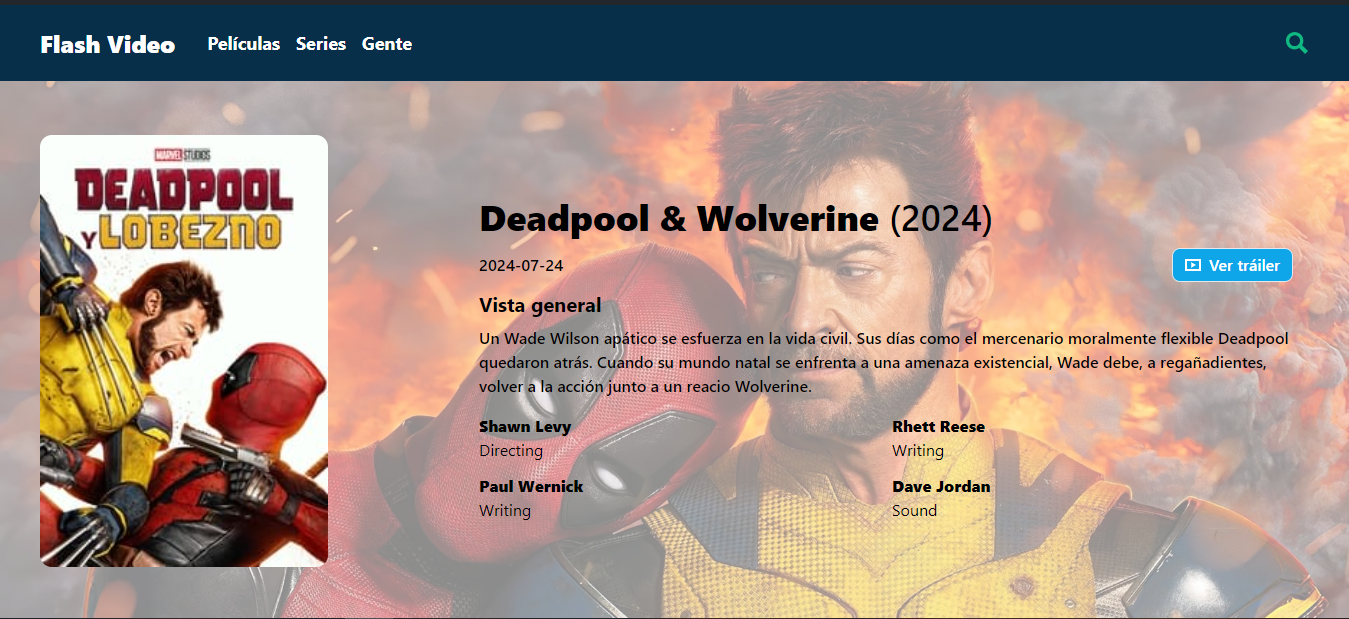 Flash Video Películas Series Gente
MARVEL STUDIOS
DEADPOOL
Y LOBEZNO
Deadpool & Wolverine (2024)
2024-07-24
Ver tráiler
Vista general
Un Wade Wilson apático se esfuerza en la vida civil. Sus días como el mercenario moralmente flexible Deadpool
quedaron atrás. Cuando su mundo natal se enfrenta a una amenaza existencial, Wade debe, a regañadientes,
volver a la acción junto a un reacio Wolverine.
Shawn Levy
Directing
Rhett Reese
Writing
Paul Wernick
Writing
Dave Jordan
Sound